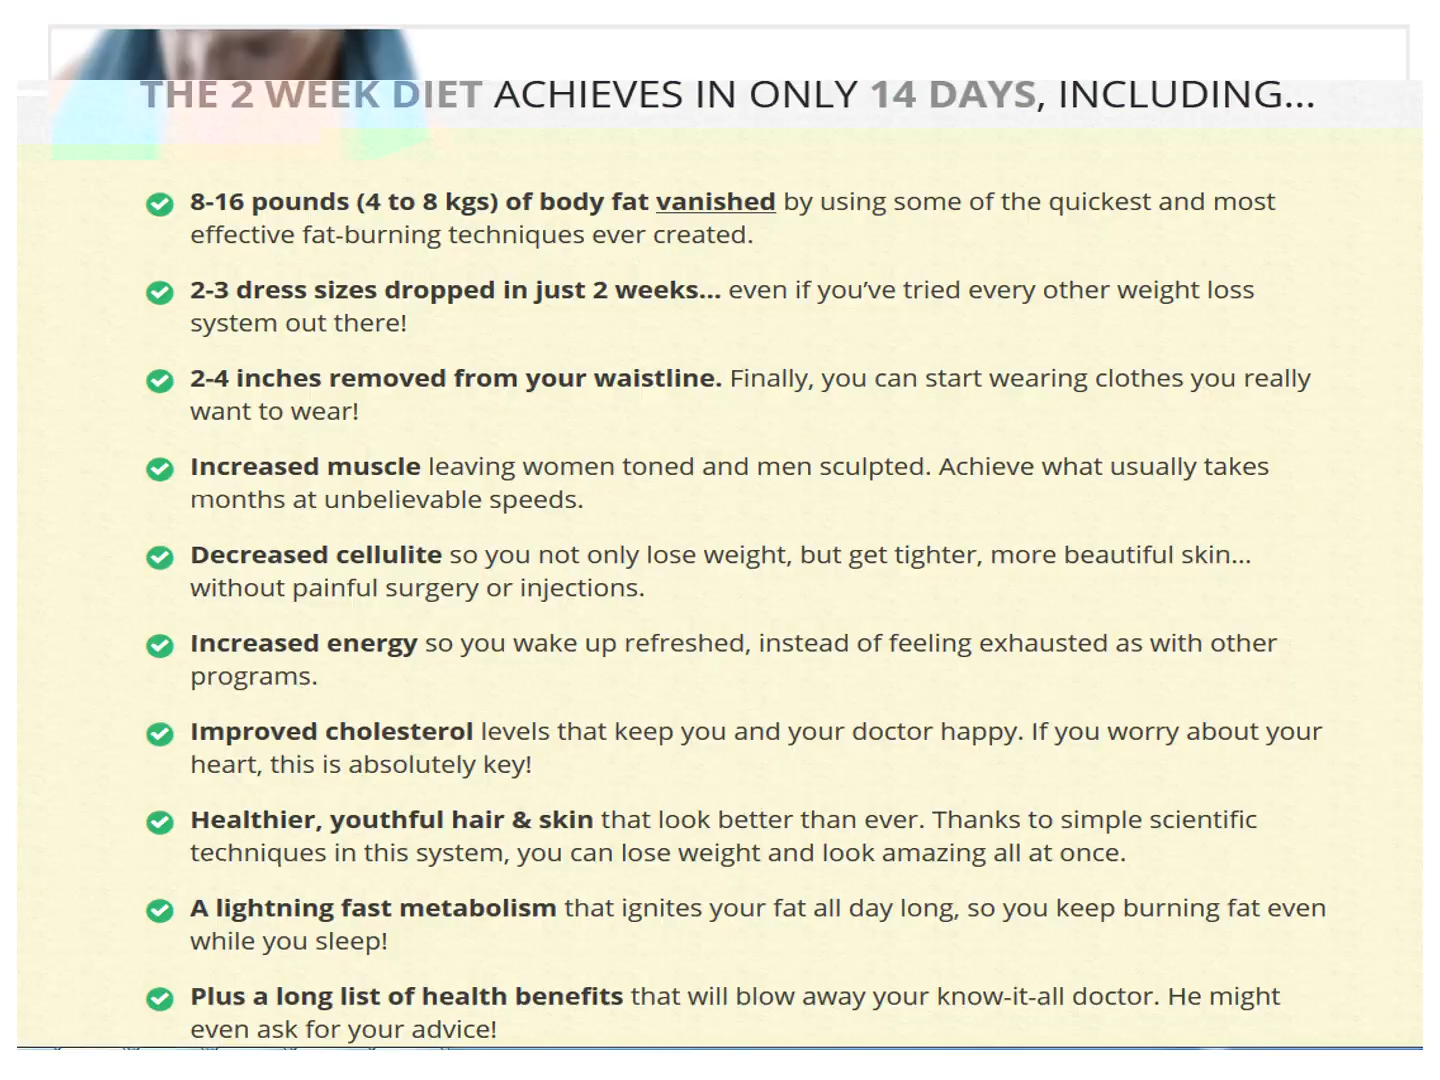 THE 2 WEEK DIET ACHIEVES IN ONLY 14 DAYS, INCLUDING...
8-16 pounds (4 to 8 kgs) of body fat vanished by using some of the quickest and most
effective fat-burning techniques ever created.
2-3 dress sizes dropped in just 2 weeks... even if you’ve tried every other weight loss
system out there!
2-4 inches removed from your waistline. Finally, you can start wearing clothes you really
want to wear!
Increased muscle leaving women toned and men sculpted. Achieve what usually takes
months at unbelievable speeds.
Decreased cellulite so you not only lose weight, but get tighter, more beautiful skin...
without painful surgery or injections.
Increased energy so you wake up refreshed, instead of feeling exhausted as with other
programs.
Improved cholesterol levels that keep you and your doctor happy. If you worry about your
heart, this is absolutely key!
Healthier, youthful hair & skin that look better than ever. Thanks to simple scientific
techniques in this system, you can lose weight and look amazing all at once.
A lightning fast metabolism that ignites your fat all day long, so you keep burning fat even
while you sleep!
Plus a long list of health benefits that will blow away your know-it-all doctor. He might
even ask for your advice!